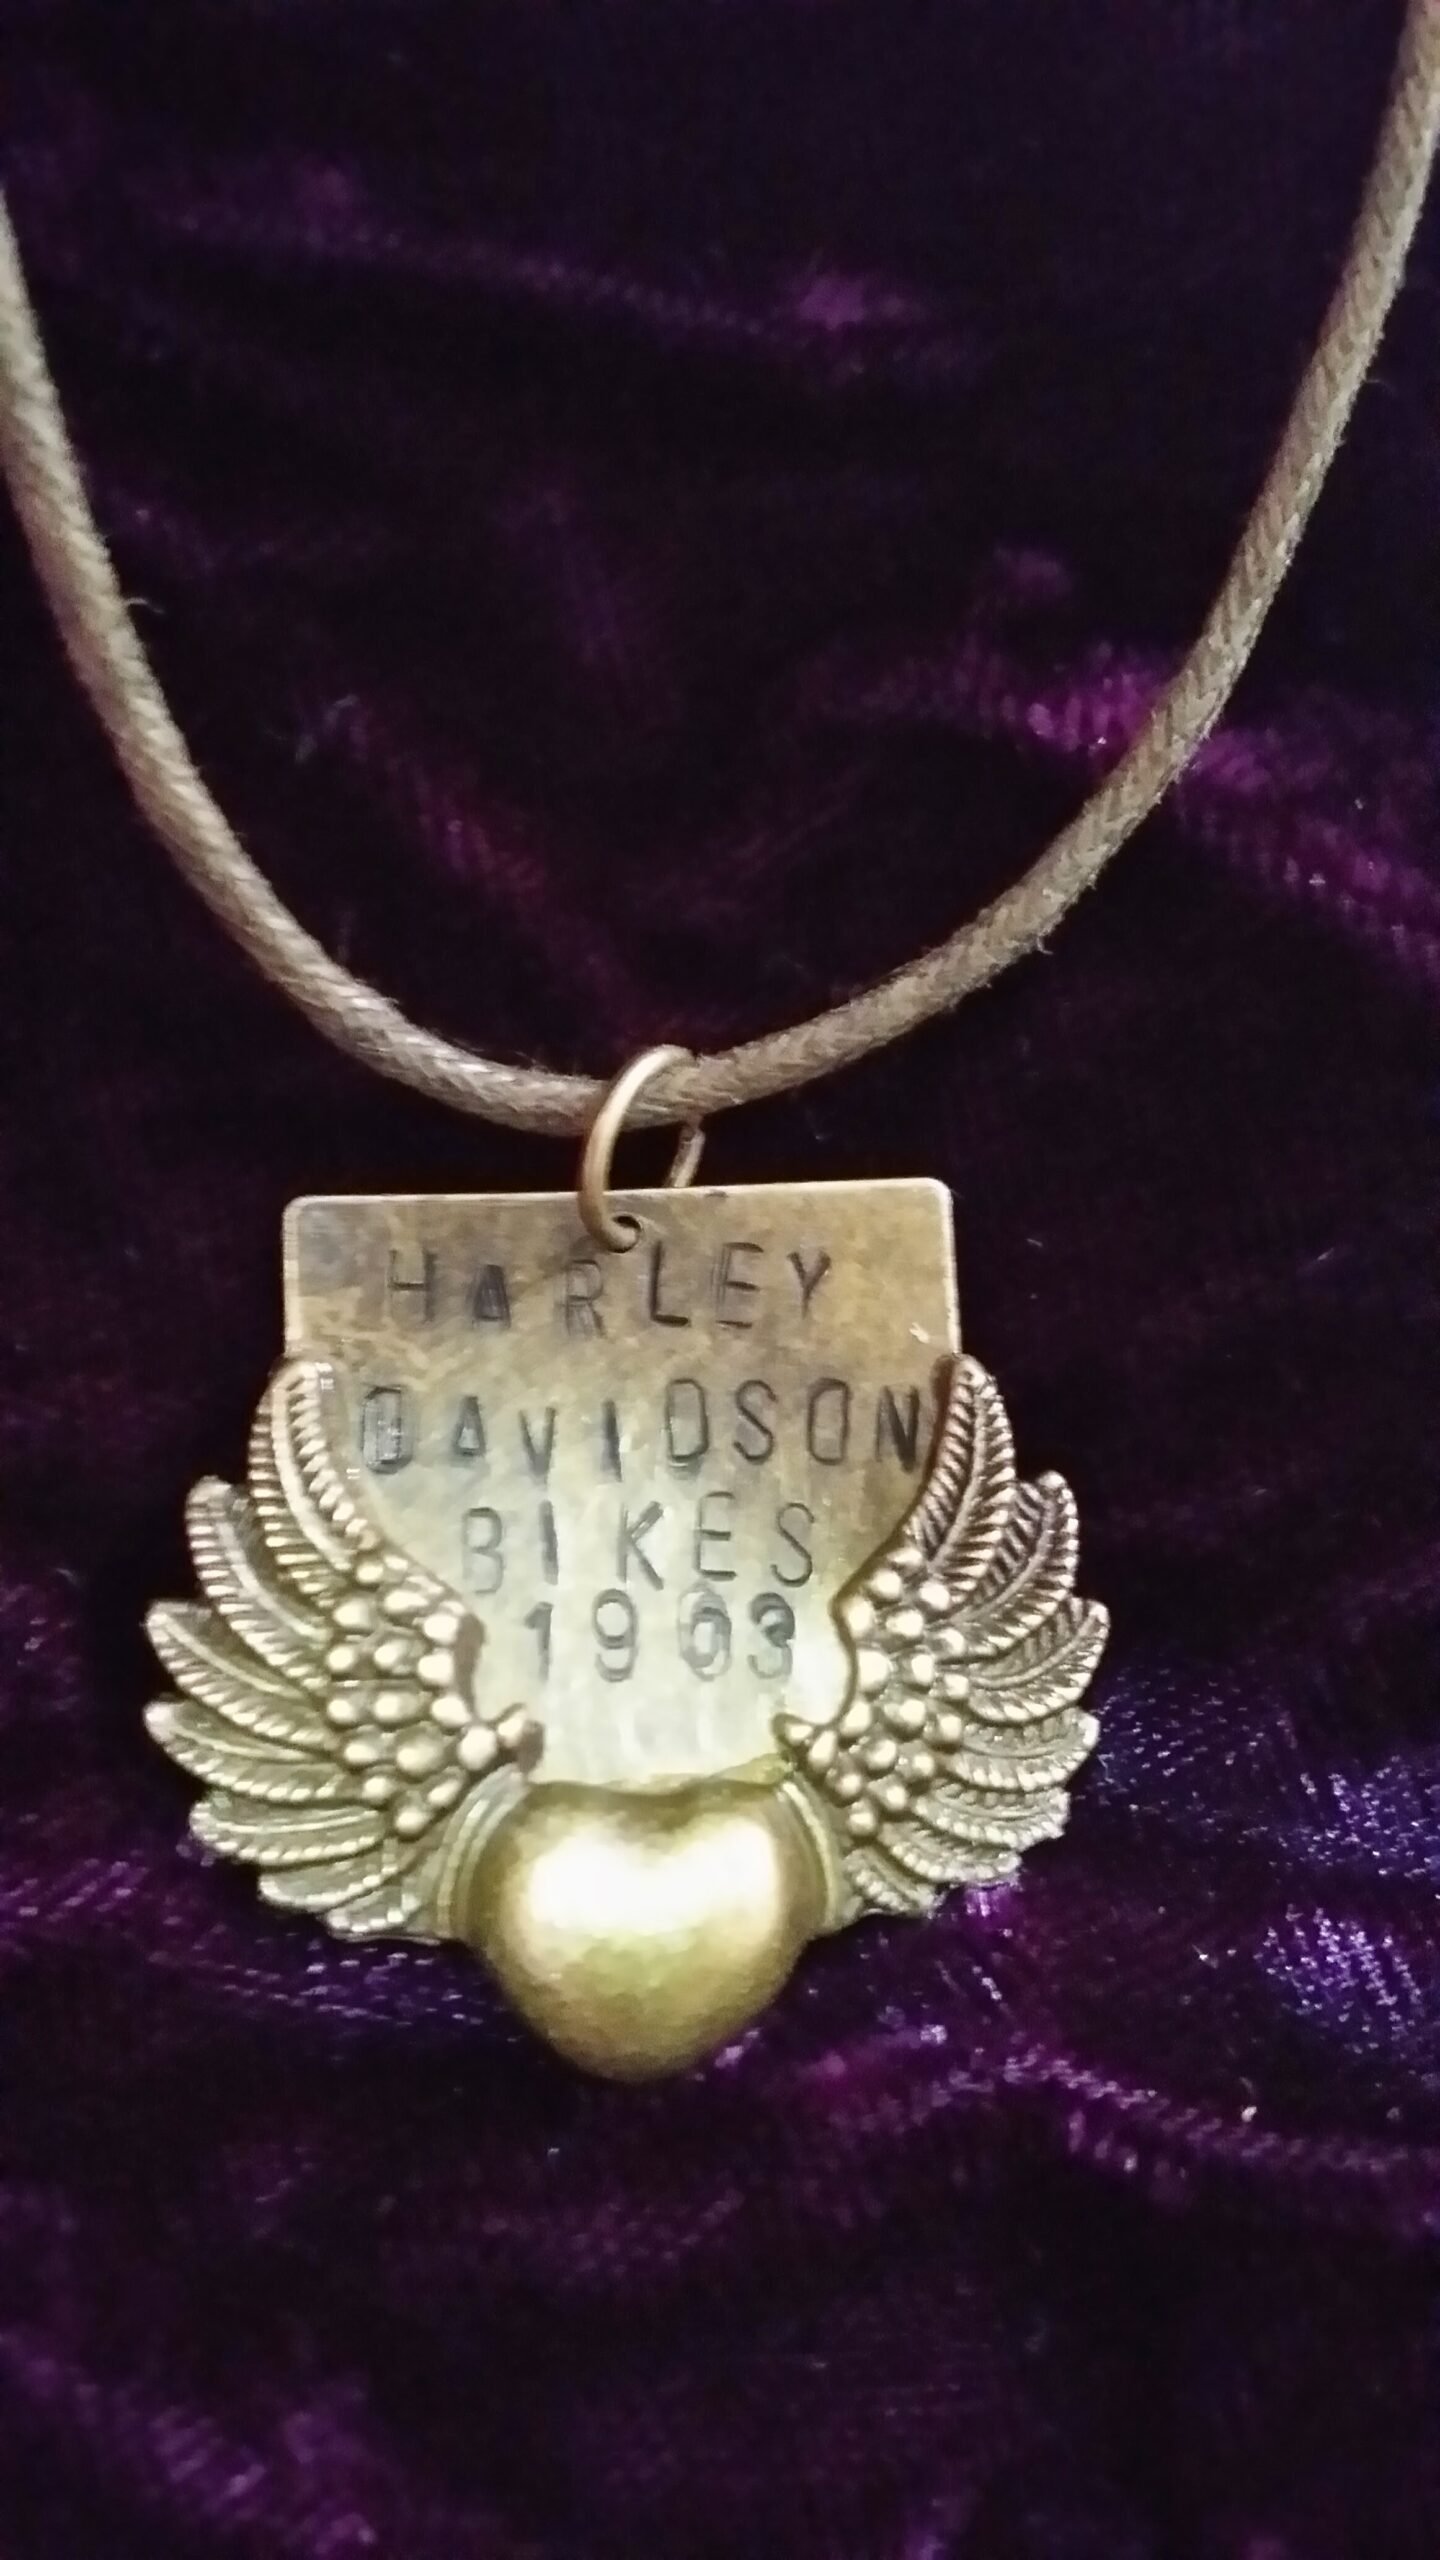 HARLEY
DAVIDSON
BIKES
1903